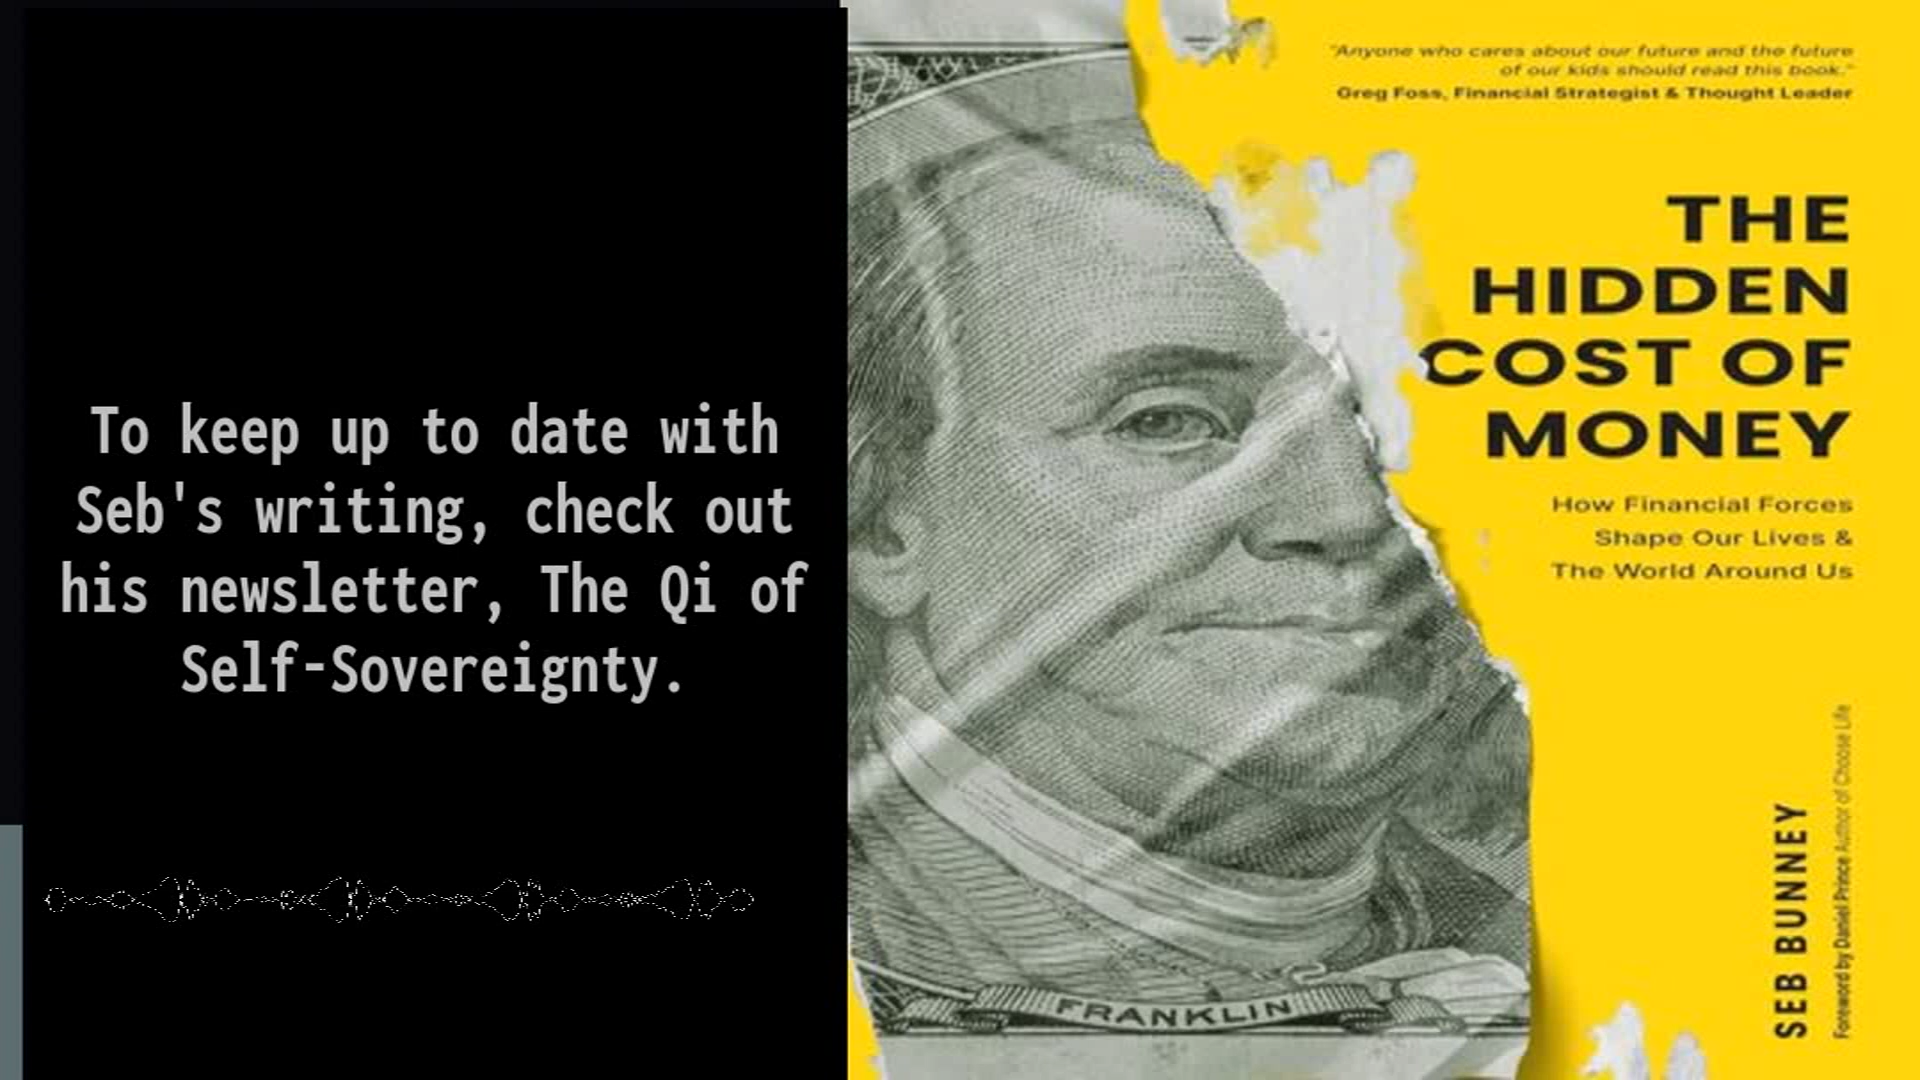 To keep up to date with
Seb's writing, check out
his newsletter, The Qi of
Self-Sovereignty.
"Anyone who cares about our future and the future
of our kids should read this book."
Greg Foss, Financial Strategist & Thought Leader
THE
HIDDEN
COST OF
MONEY
How Financial Forces
Shape Our Lives &
The World Around Us
SEB BUNNEY
Foreword by Daniel Prince Author of Choose Life
FRANKLIN